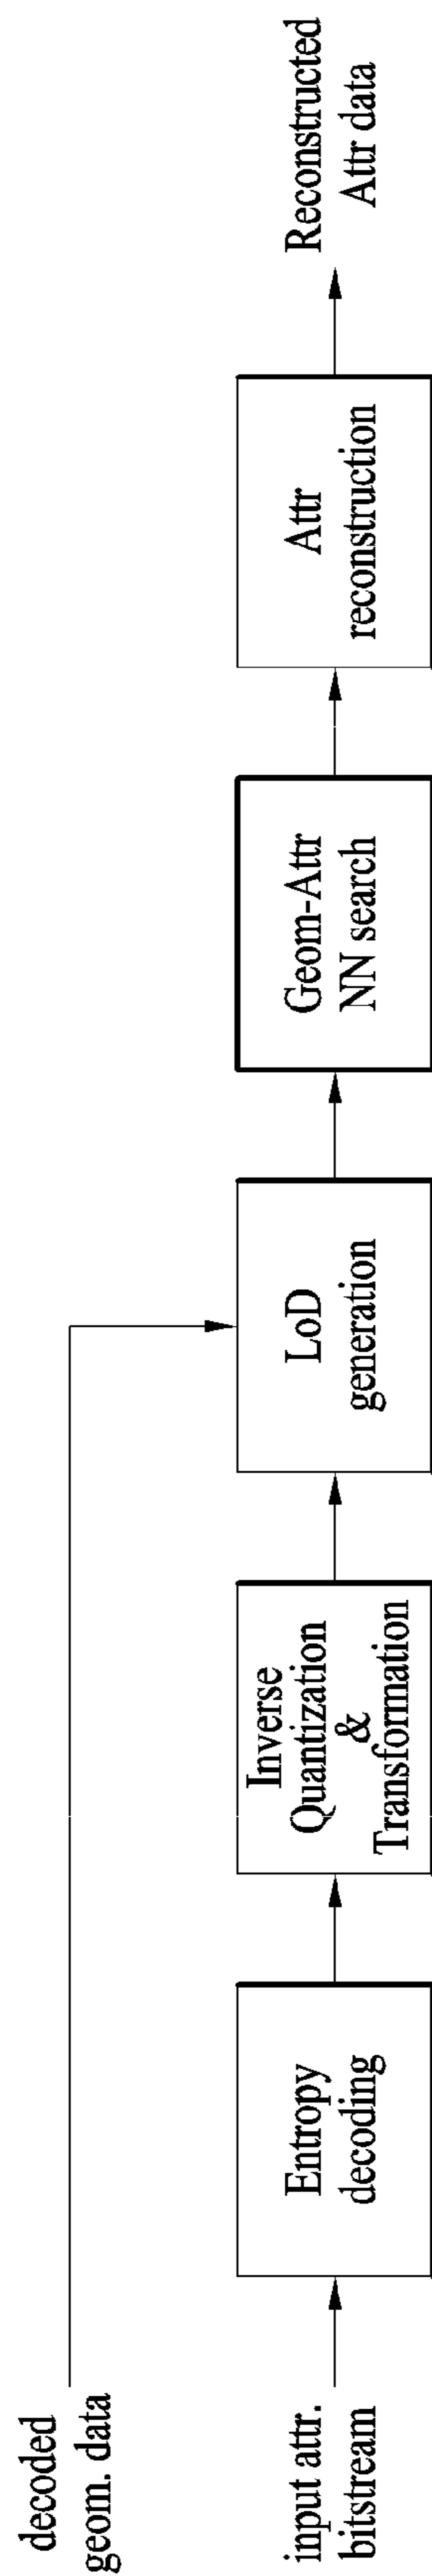 decoded
geom. data
input attr.
bitstream
Entropy
decoding
Inverse
Quantization
&
Transformation
LoD
generation
Geom-Attr
NN search
Attr
reconstruction
Reconstructed
Attr data